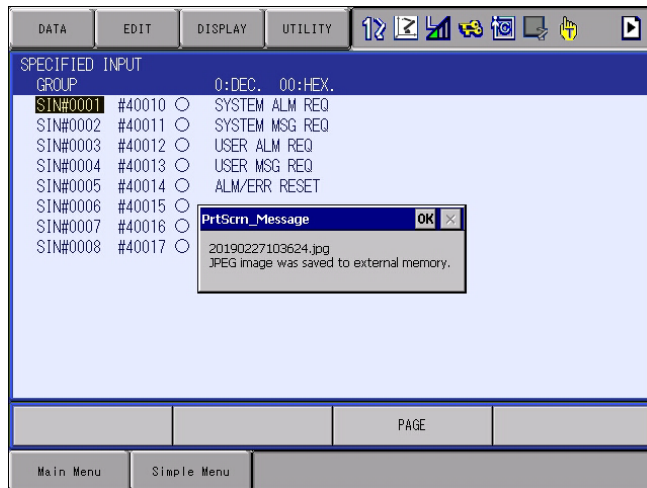 DATA EDIT DISPLAY UTILITY
SPECIFIED INPUT
GROUP 0:DEC. 00:HEX.
SIN#0001 #40010 SYSTEM ALM REQ
SIN#0002 #40011 SYSTEM MSG REQ
SIN#0003 #40012 USER ALM REQ
SIN#0004 #40013 USER MSG REQ
SIN#0005 #40014 ALM/ERR RESET
SIN#0006 #40015
SIN#0007 #40016
SIN#0008 #40017
PrtScrn_Message OK
20190227103624.jpg
JPEG image was saved to external memory.
PAGE
Main Menu Simple Menu